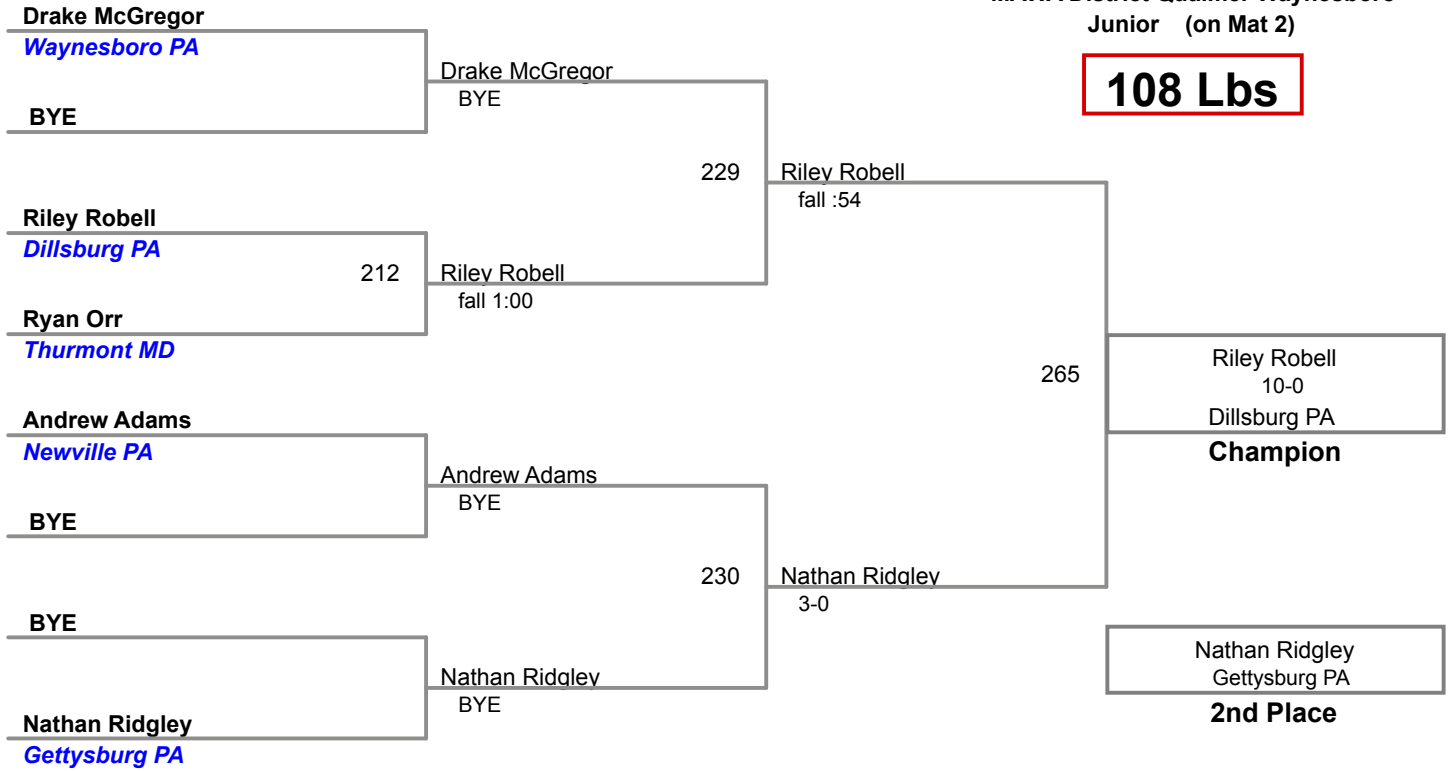 Drake McGregor
Waynesboro PA
BYE
Riley Robell
Dillsburg PA
Ryan Orr
Thurmont MD
Andrew Adams
Newville PA
BYE
BYE
Nathan Ridgley
Gettysburg PA
Drake McGregor
BYE
212
Riley Robell
fall 1:00
Andrew Adams
BYE
Nathan Ridgley
BYE
229
Riley Robell
fall :54
230
Nathan Ridgley
3-0
Junior (on Mat 2)
108 Lbs
265
Riley Robell
10-0
Dillsburg PA
Champion
Nathan Ridgley
Gettysburg PA
2nd Place